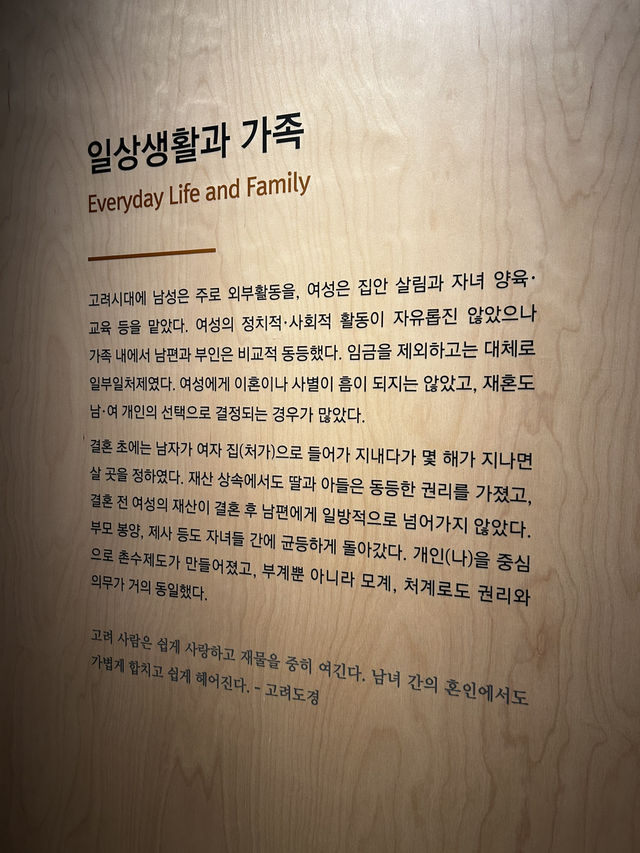 일상생활과 가족
Everyday Life and Family
고려시대에 남성은 주로 외부활동을, 여성은 집안 살림과 자녀 양육·
교육 등을 맡았다. 여성의 정치적·사회적 활동이 자유롭진 않았으나
가족 내에서 남편과 부인은 비교적 동등했다. 임금을 제외하고는 대체로
일부일처제였다. 여성에게 이혼이나 사별이 흠이 되지는 않았고, 재혼도
남·여 개인의 선택으로 결정되는 경우가 많았다.
결혼 초에는 남자가 여자 집(처가)으로 들어가 지내다가 몇 해가 지나면
살 곳을 정하였다. 재산 상속에서도 딸과 아들은 동등한 권리를 가졌고,
결혼 전 여성의 재산이 결혼 후 남편에게 일방적으로 넘어가지 않았다.
부모 봉양, 제사 등도 자녀들 간에 균등하게 돌아갔다. 개인(나)을 중심
으로 촌수제도가 만들어졌고, 부계뿐 아니라 모계, 처계로도 권리와
의무가 거의 동일했다.
고려 사람은 쉽게 사랑하고 재물을 중히 여긴다. 남녀 간의 혼인에서도
가볍게 합치고 쉽게 헤어진다. - 고려도경